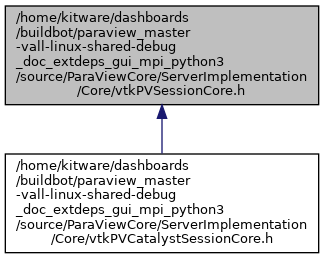 /home/kitware/dashboards
/buildbot/paraview_master
-vall-linux-shared-debug
_doc_extdeps_gui_mpi_python3
/source/ParaViewCore/ServerImplementation
/Core/vtkPVSessionCore.h
/home/kitware/dashboards
/buildbot/paraview_master
-vall-linux-shared-debug
_doc_extdeps_gui_mpi_python3
/source/ParaViewCore/ServerImplementation
/Core/vtkPVCatalystSessionCore.h